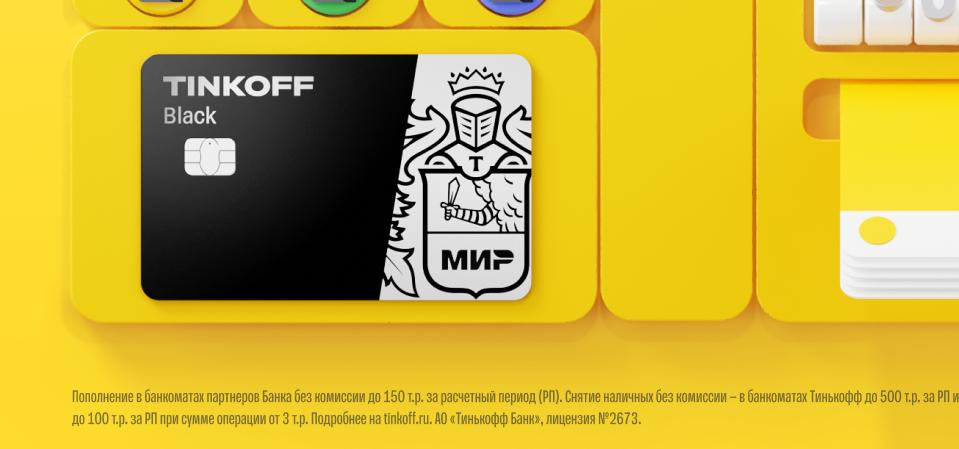 TINKOFF
Black
T
МИР
Пополнение в банкоматах партнеров Банка без комиссии до 150 т.р. за расчетный период (РП). Снятие наличных без комиссии – в банкоматах Тинькофф до 500 т.р. за РП и
до 100 т.р. за РП при сумме операции от 3 т.р. Подробнее на tinkoff.ru. АО «Тинькофф Банк», лицензия №2673.